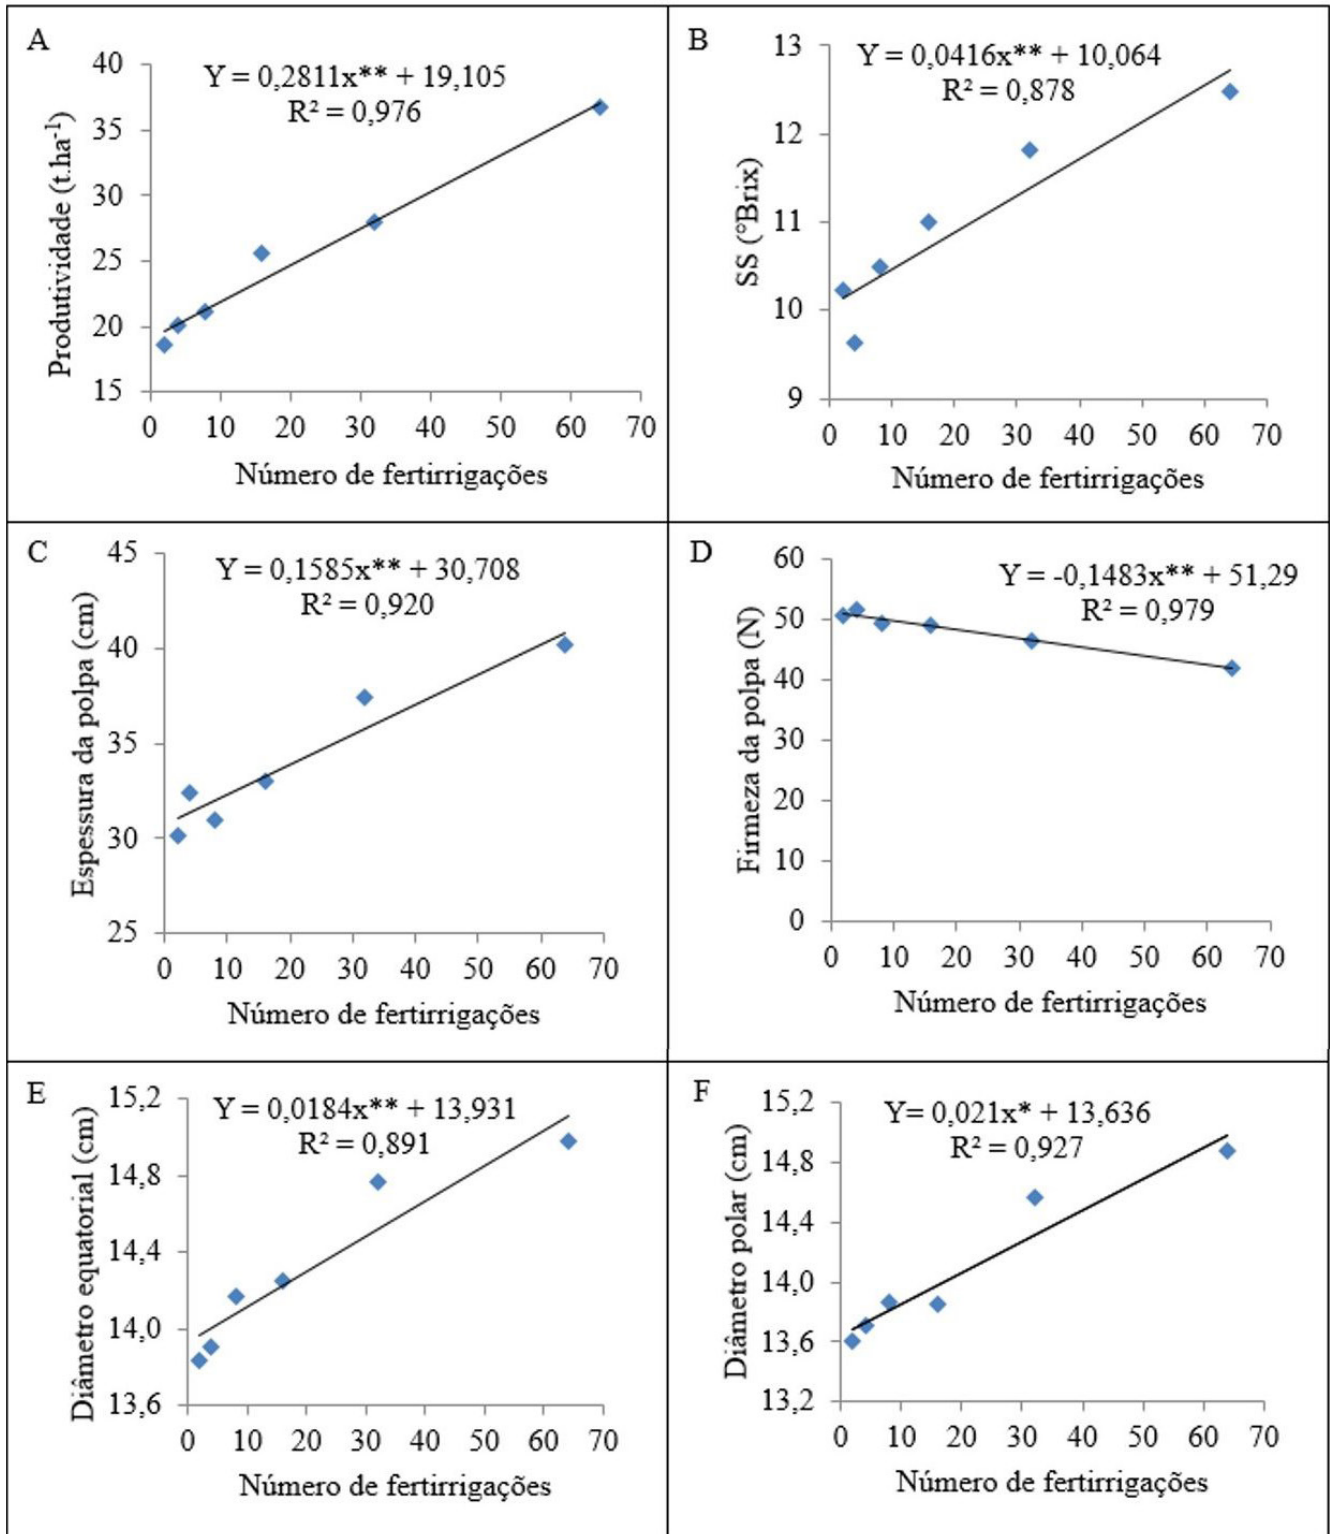 A
Y = 0,2811x** + 19,105
R² = 0,976
Produtividade (t.ha⁻¹)
40
35
30
25
20
15
0 10 20 30 40 50 60 70
Número de fertirrigações
B
Y = 0,0416x** + 10,064
R² = 0,878
SS (°Brix)
13
12
11
10
9
0 10 20 30 40 50 60 70
Número de fertirrigações
C
Y = 0,1585x** + 30,708
R² = 0,920
Espessura da polpa (cm)
45
40
35
30
25
0 10 20 30 40 50 60 70
Número de fertirrigações
D
Y = -0,1483x** + 51,29
R² = 0,979
Firmeza da polpa (N)
60
50
40
30
20
10
0
0 10 20 30 40 50 60 70
Número de fertirrigações
E
Y = 0,0184x** + 13,931
R² = 0,891
Diâmetro equatorial (cm)
15,2
14,8
14,4
14,0
13,6
0 10 20 30 40 50 60 70
Número de fertirrigações
F
Y= 0,021x* + 13,636
R² = 0,927
Diâmetro polar (cm)
15,2
14,8
14,4
14,0
13,6
13,2
0 10 20 30 40 50 60 70
Número de fertirrigações